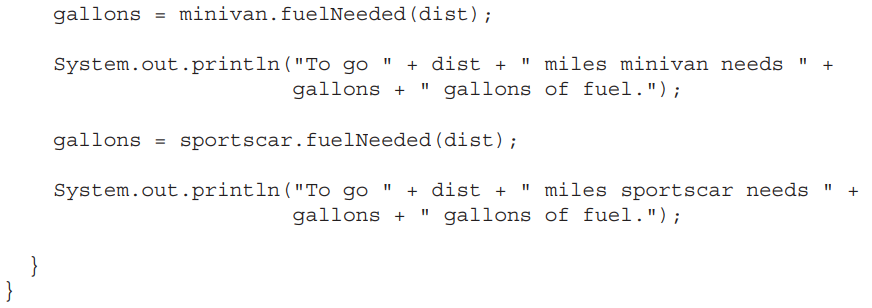 gallons = minivan.fuelNeeded(dist);
System.out.println("To go " + dist + " miles minivan needs " +
gallons + " gallons of fuel.");
gallons = sportscar.fuelNeeded(dist);
System.out.println("To go " + dist + " miles sportscar needs " +
gallons + " gallons of fuel.");
}
}